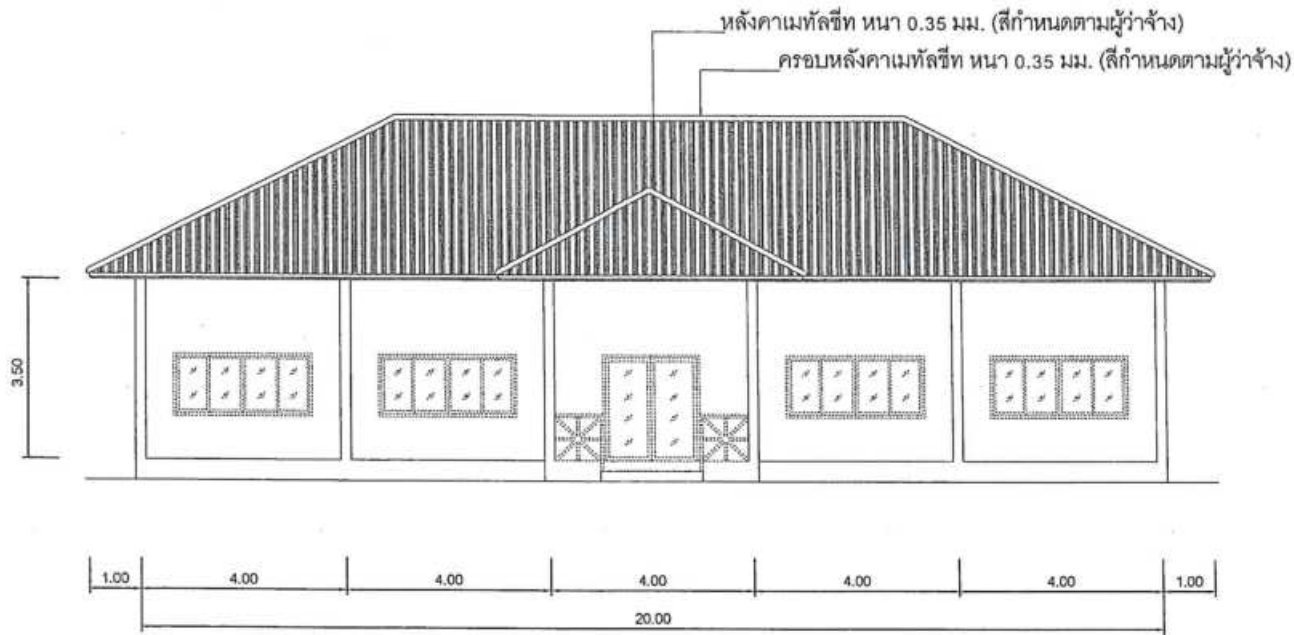 หลังคาเมทัลชีท หนา 0.35 มม. (สีกำหนดตามผู้ว่าจ้าง)
ครอบหลังคาเมทัลชีท หนา 0.35 มม. (สีกำหนดตามผู้ว่าจ้าง)
3.50
1.00 4.00 4.00 4.00 4.00 4.00 1.00
20.00